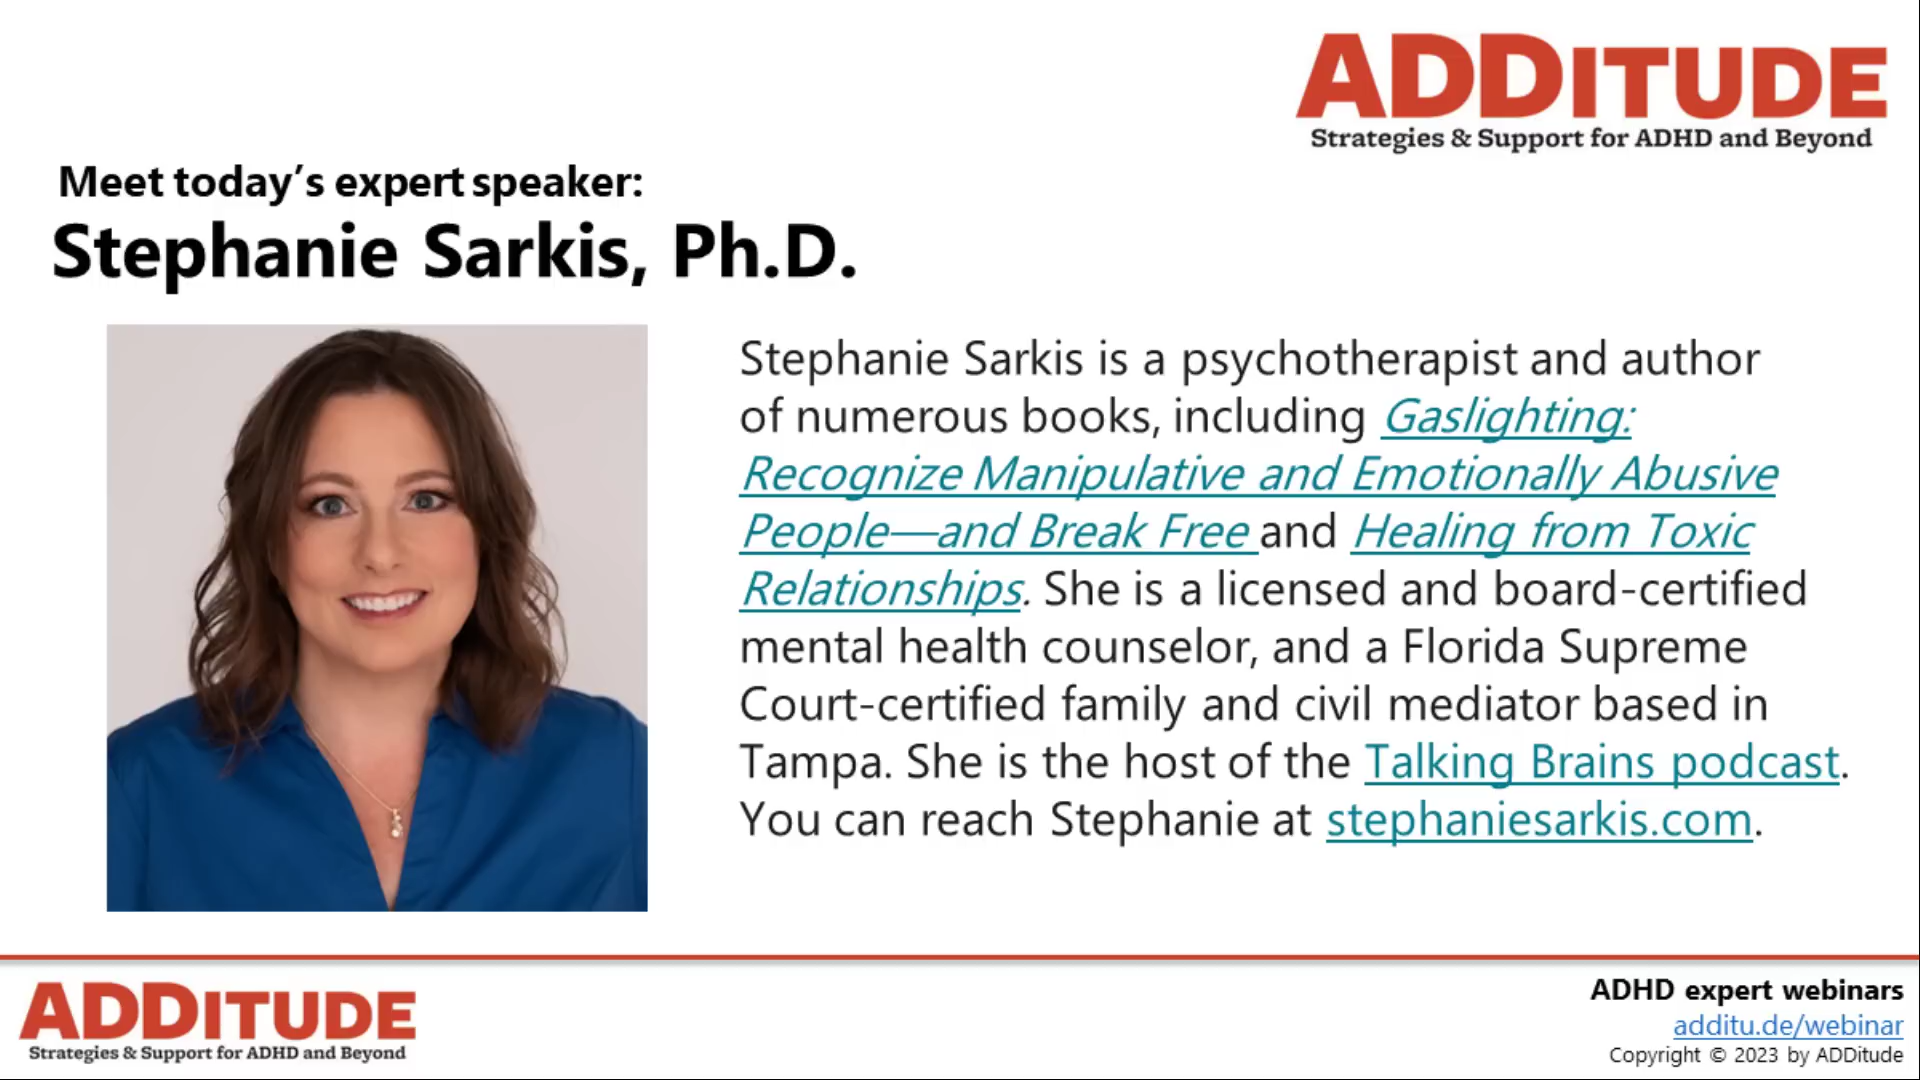 ADDITUDE
Strategies & Support for ADHD and Beyond
Meet today’s expert speaker:
Stephanie Sarkis, Ph.D.
Stephanie Sarkis is a psychotherapist and author
of numerous books, including Gaslighting:
Recognize Manipulative and Emotionally Abusive
People—and Break Free and Healing from Toxic
Relationships. She is a licensed and board-certified
mental health counselor, and a Florida Supreme
Court-certified family and civil mediator based in
Tampa. She is the host of the Talking Brains podcast.
You can reach Stephanie at stephaniesarkis.com.
ADDITUDE
Strategies & Support for ADHD and Beyond
ADHD expert webinars
additu.de/webinar
Copyright © 2023 by ADDitude